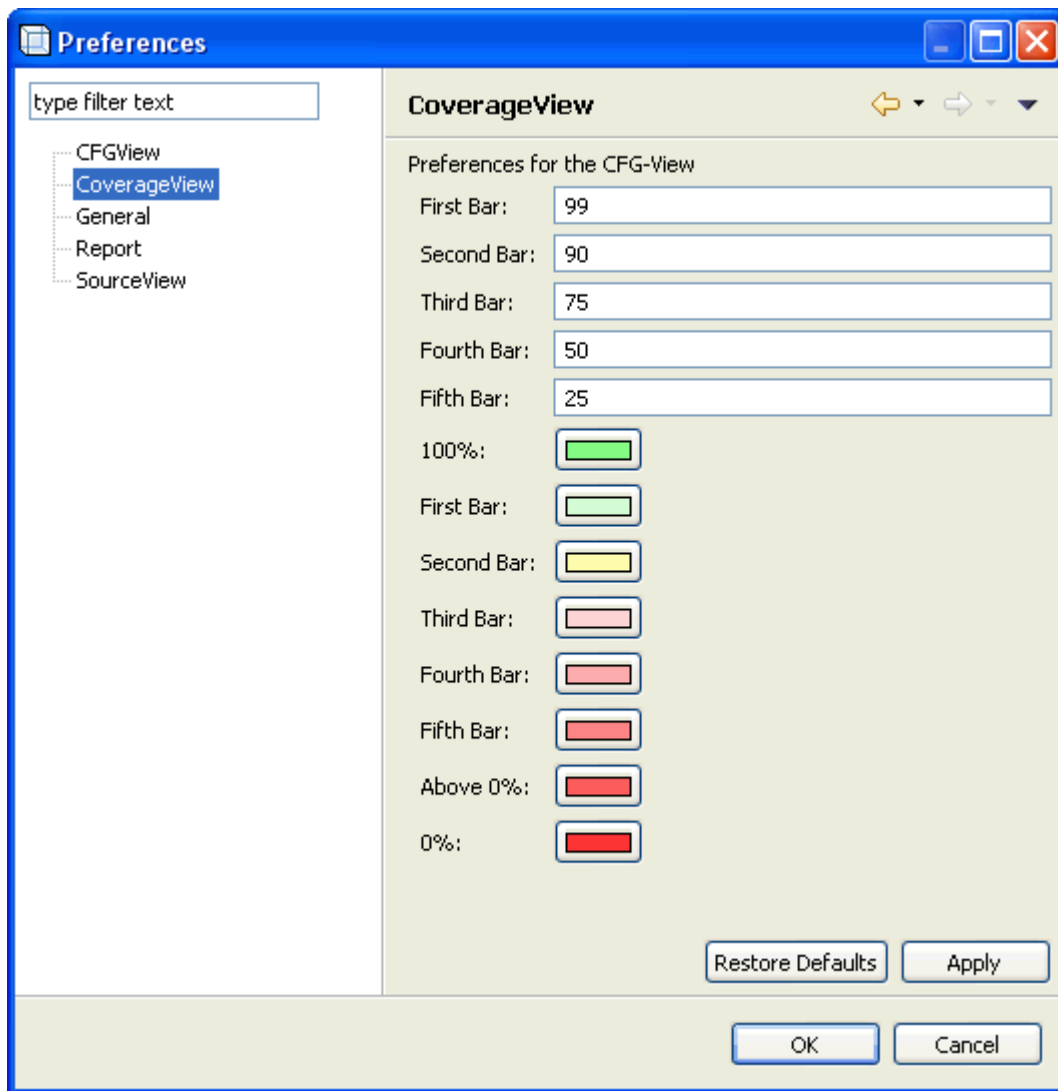 Preferences
type filter text
CFGView
CoverageView
General
Report
SourceView
CoverageView
Preferences for the CFG-View
First Bar: 99
Second Bar: 90
Third Bar: 75
Fourth Bar: 50
Fifth Bar: 25
100%:
First Bar:
Second Bar:
Third Bar:
Fourth Bar:
Fifth Bar:
Above 0%:
0%:
Restore Defaults Apply
OK Cancel